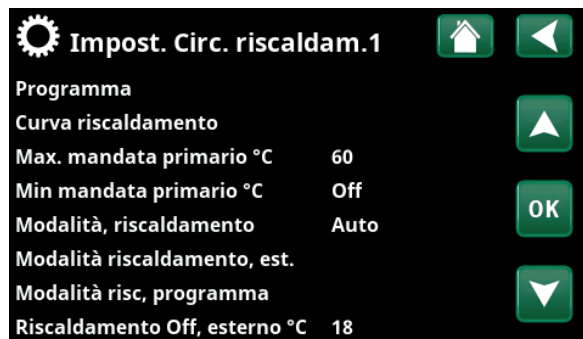 Impost. Circ. riscaldam.1
Programma
Curva riscaldamento
Max. mandata primario °C 60
Min mandata primario °C Off
Modalità, riscaldamento Auto
Modalità riscaldamento, est.
Modalità risc, programma
Riscaldamento Off, esterno °C 18
OK